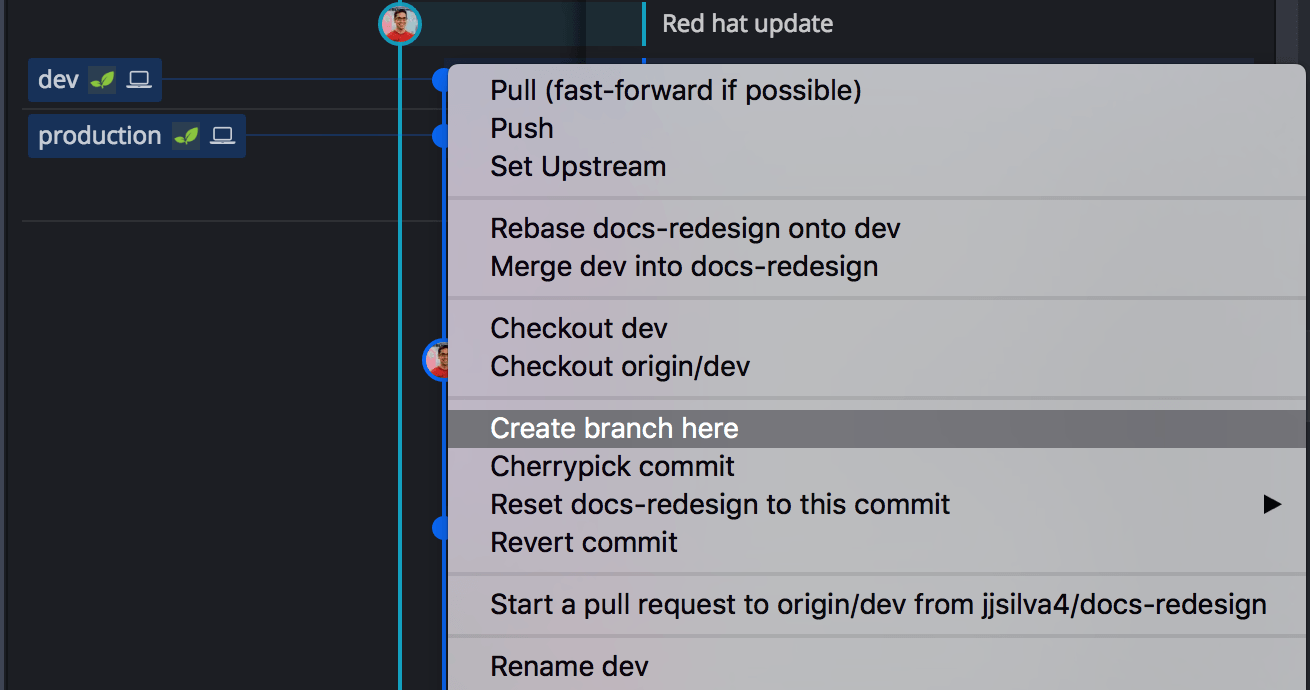 Red hat update
dev
production
Pull (fast-forward if possible)
Push
Set Upstream
Rebase docs-redesign onto dev
Merge dev into docs-redesign
Checkout dev
Checkout origin/dev
Create branch here
Cherrypick commit
Reset docs-redesign to this commit
Revert commit
Start a pull request to origin/dev from jjsilva4/docs-redesign
Rename dev